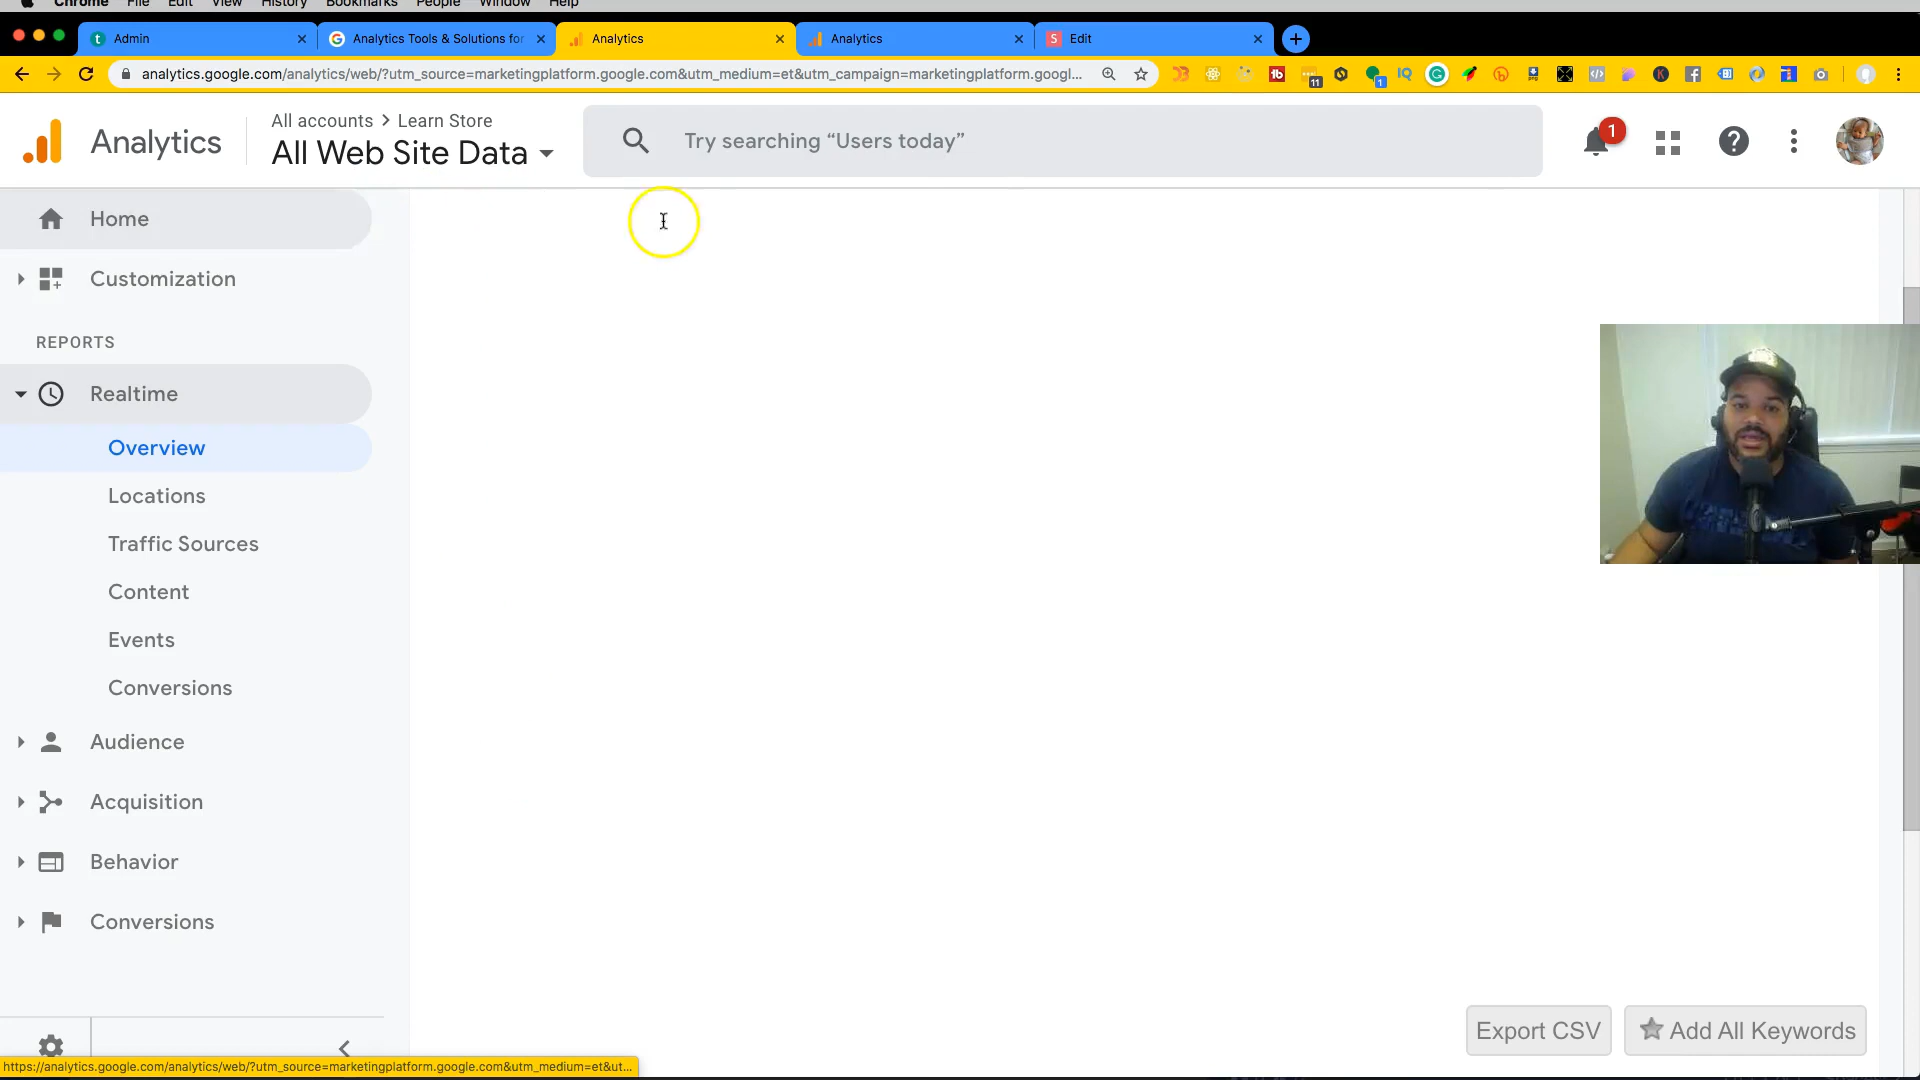 Chrome File Edit View History Bookmarks People Window Help
Admin
Analytics Tools & Solutions for
Analytics
Analytics
Edit
analytics.google.com/analytics/web/?utm_source=marketingplatform.google.com&utm_medium=et&utm_campaign=marketingplatform.googl...
11
1
IQ
Analytics
All accounts > Learn Store
All Web Site Data
Try searching “Users today”
1
Home
Customization
REPORTS
Realtime
Overview
Locations
Traffic Sources
Content
Events
Conversions
Audience
Acquisition
Behavior
Conversions
Export CSV
Add All Keywords
https://analytics.google.com/analytics/web/?utm_source=marketingplatform.google.com&utm_medium=et&ut...